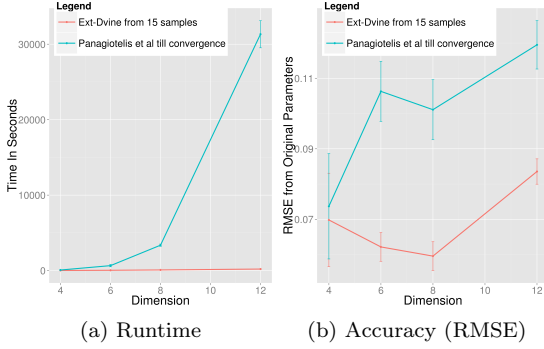 Legend
Ext-Dvine from 15 samples
Panagiotelis et al till convergence
Time In Seconds
30000
20000
10000
0
4 6 8 10 12
Dimension
(a) Runtime
Legend
Ext-Dvine from 15 samples
Panagiotelis et al till convergence
RMSE from Original Parameters
0.11
0.09
0.07
4 6 8 10 12
Dimension
(b) Accuracy (RMSE)